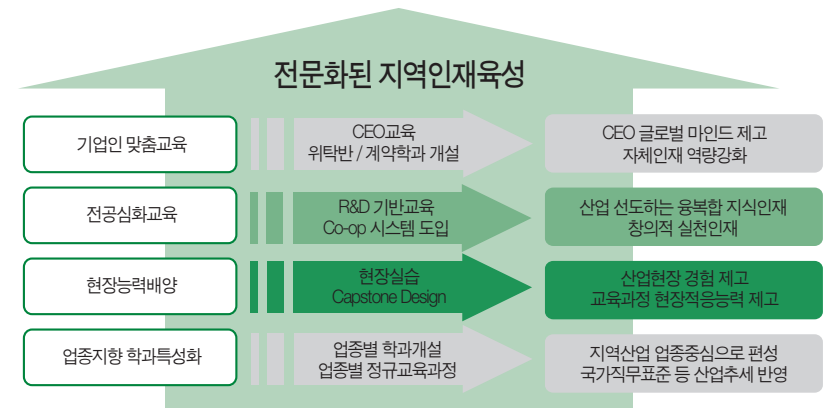 전문화된 지역인재육성
기업인 맞춤교육
CEO교육
위탁반 / 계약학과 개설
CEO 글로벌 마인드 제고
자체인재 역량강화
전공심화교육
R&D 기반교육
Co-op 시스템 도입
산업 선도하는 융복합 지식인재
창의적 실천인재
현장능력배양
현장실습
Capstone Design
산업현장 경험 제고
교육과정 현장적응능력 제고
업종지향 학과특성화
업종별 학과개설
업종별 정규교육과정
지역산업 업종중심으로 편성
국가직무표준 등 산업추세 반영